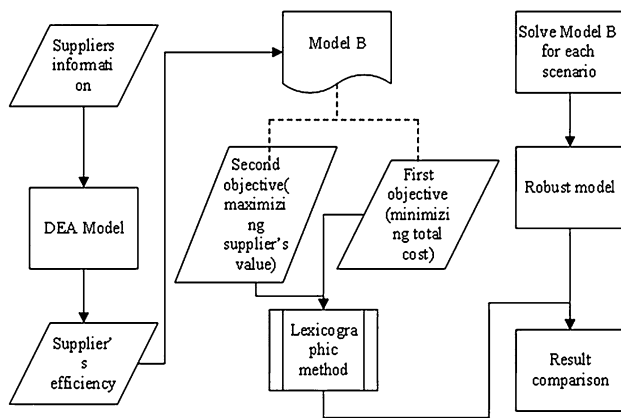 Suppliers
informati
on
DEA Model
Supplier's
s
efficiency
Model B
Second
objective(
maximizi
ng
supplier's
value)
First
objective
(minimizi
ng total
cost)
Lexicogra
phic
method
Solve Model B
for each
scenario
Robust model
Result
comparison